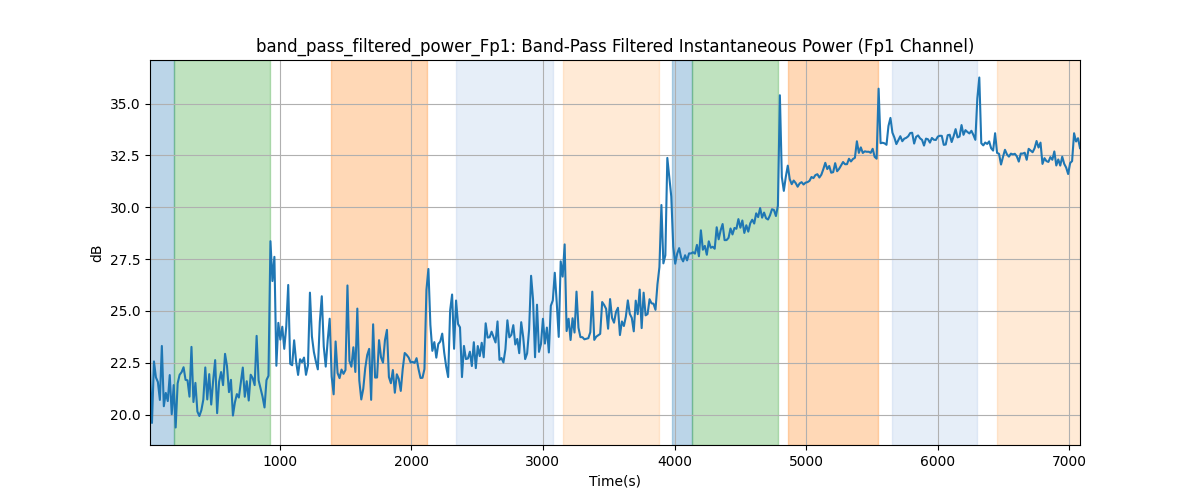 band_pass_filtered_power_Fp1: Band-Pass Filtered Instantaneous Power (Fp1 Channel)
35.0
32.5
30.0
27.5
25.0
22.5
20.0
dB
1000 2000 3000 4000 5000 6000 7000
Time(s)